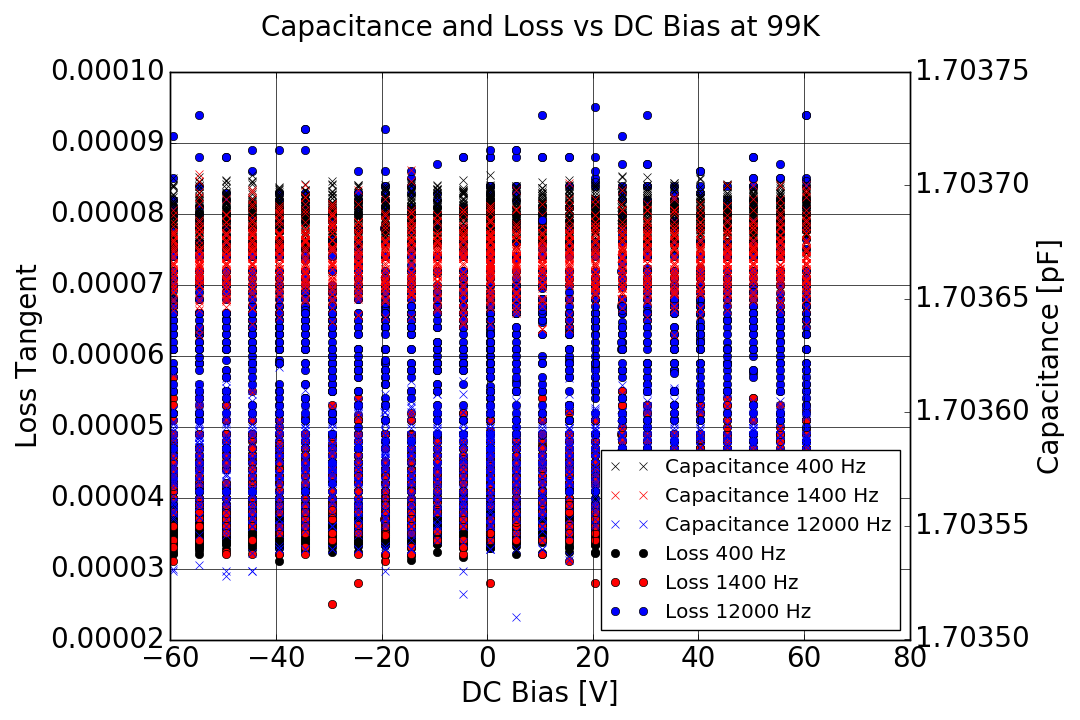 Capacitance and Loss vs DC Bias at 99K
0.00010
0.00009
0.00008
0.00007
0.00006
0.00005
0.00004
0.00003
0.00002
Loss Tangent
1.70375
1.70370
1.70365
1.70360
1.70355
1.70350
Capacitance [pF]
Capacitance 400 Hz
Capacitance 1400 Hz
Capacitance 12000 Hz
Loss 400 Hz
Loss 1400 Hz
Loss 12000 Hz
−60 −40 −20 0 20 40 60 80
DC Bias [V]